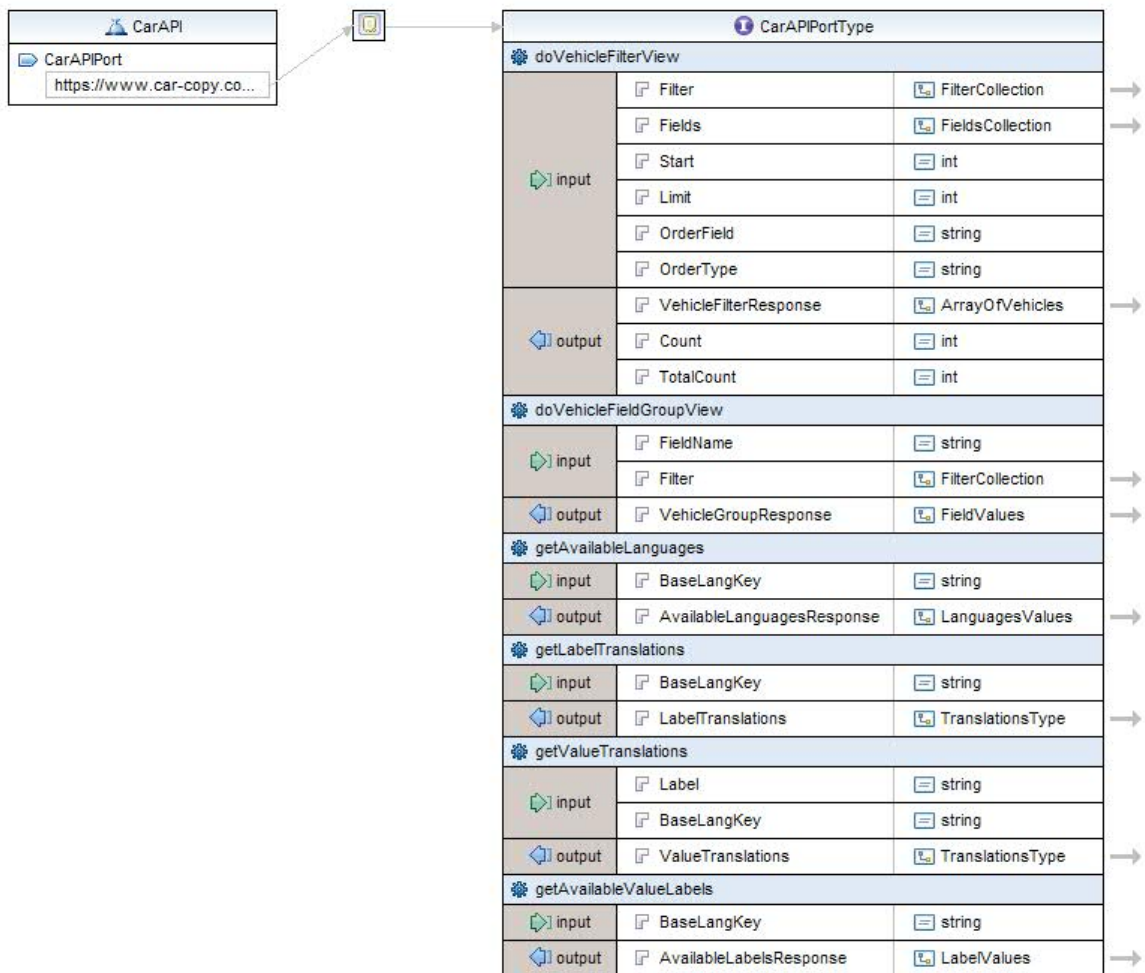 CarAPI
CarAPIPort
https://www.car-copy.co...
CarAPIPortType
doVehicleFilterView
input
Filter FilterCollection
Fields FieldsCollection
Start int
Limit int
OrderField string
OrderType string
output
VehicleFilterResponse ArrayOfVehicles
Count int
TotalCount int
doVehicleFieldGroupView
input
FieldName string
Filter FilterCollection
output VehicleGroupResponse FieldValues
getAvailableLanguages
input BaseLangKey string
output AvailableLanguagesResponse LanguagesValues
getLabelTranslations
input BaseLangKey string
output LabelTranslations TranslationsType
getValueTranslations
input
Label string
BaseLangKey string
output ValueTranslations TranslationsType
getAvailableValueLabels
input BaseLangKey string
output AvailableLabelsResponse LabelValues